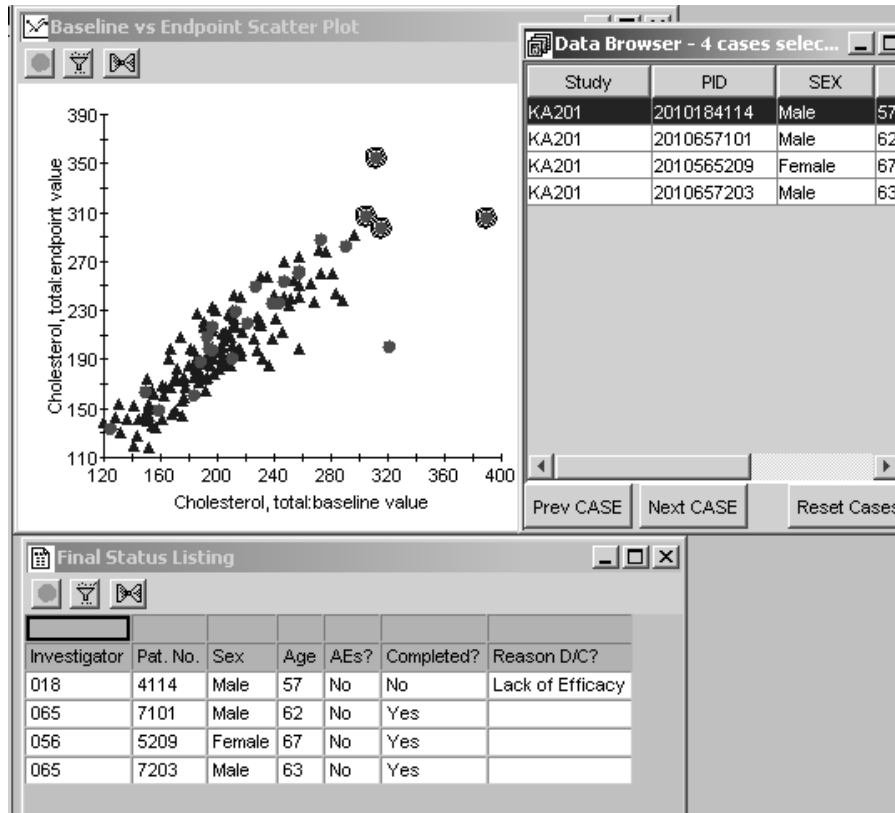 Baseline vs Endpoint Scatter Plot
Cholesterol, total:endpoint value
390
350
310
270
230
190
150
110
120 160 200 240 280 320 360 400
Cholesterol, total:baseline value
Data Browser - 4 cases selec...
Study PID SEX
KA201 2010184114 Male 57
KA201 2010657101 Male 62
KA201 2010565209 Female 67
KA201 2010657203 Male 63
Prev CASE Next CASE Reset Cases
Final Status Listing
Investigator Pat. No. Sex Age AEs? Completed? Reason D/C?
018 4114 Male 57 No No Lack of Efficacy
065 7101 Male 62 No Yes
056 5209 Female 67 No Yes
065 7203 Male 63 No Yes